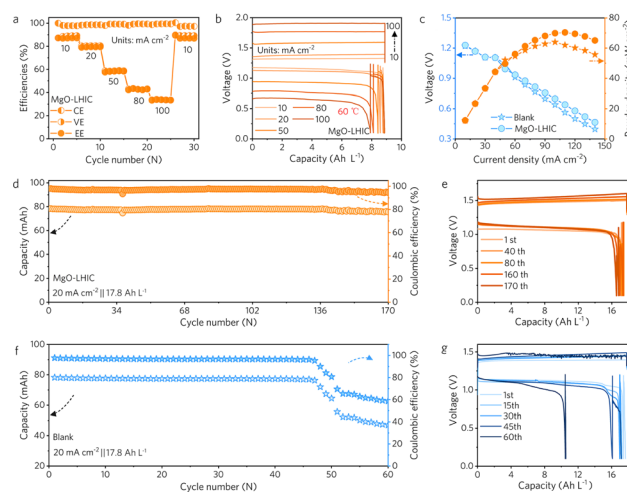 a
Efficiencies (%)
100
80
60
40
20
0
10
20
50
80
100
10
Units: mA cm-2
MgO-LHIC
CE
VE
EE
0
10
20
30
Cycle number (N)
b
Voltage (V)
2.0
1.6
1.2
0.8
0.4
0.0
100
10
Units: mA cm-2
10
20
50
80
100
60 ℃
MgO-LHIC
0
2
4
6
8
10
Capacity (Ah L-1)
c
Voltage (V)
1.5
1.2
0.9
0.6
0.3
80
60
40
20
0
Blank
MgO-LHIC
0
50
100
150
Current density (mA cm-2)
d
Capacity (mAh)
100
80
60
40
20
Coulombic efficiency (%)
100
80
60
40
20
0
MgO-LHIC
20 mA cm-2 || 17.8 Ah L-1
0
34
68
102
136
170
Cycle number (N)
e
Voltage (V)
1.5
1.0
0.5
0.0
1 st
40 th
80 th
160 th
170 th
0
4
8
12
16
Capacity (Ah L-1)
f
Capacity (mAh)
100
80
60
40
20
Coulombic efficiency (%)
100
80
60
40
20
0
Blank
20 mA cm-2 ||17.8 Ah L-1
0
10
20
30
40
50
60
Cycle number (N)
g
Voltage (V)
1.5
1.0
0.5
0.0
1st
15th
30th
45th
60th
0
4
8
12
16
Capacity (Ah L-1)